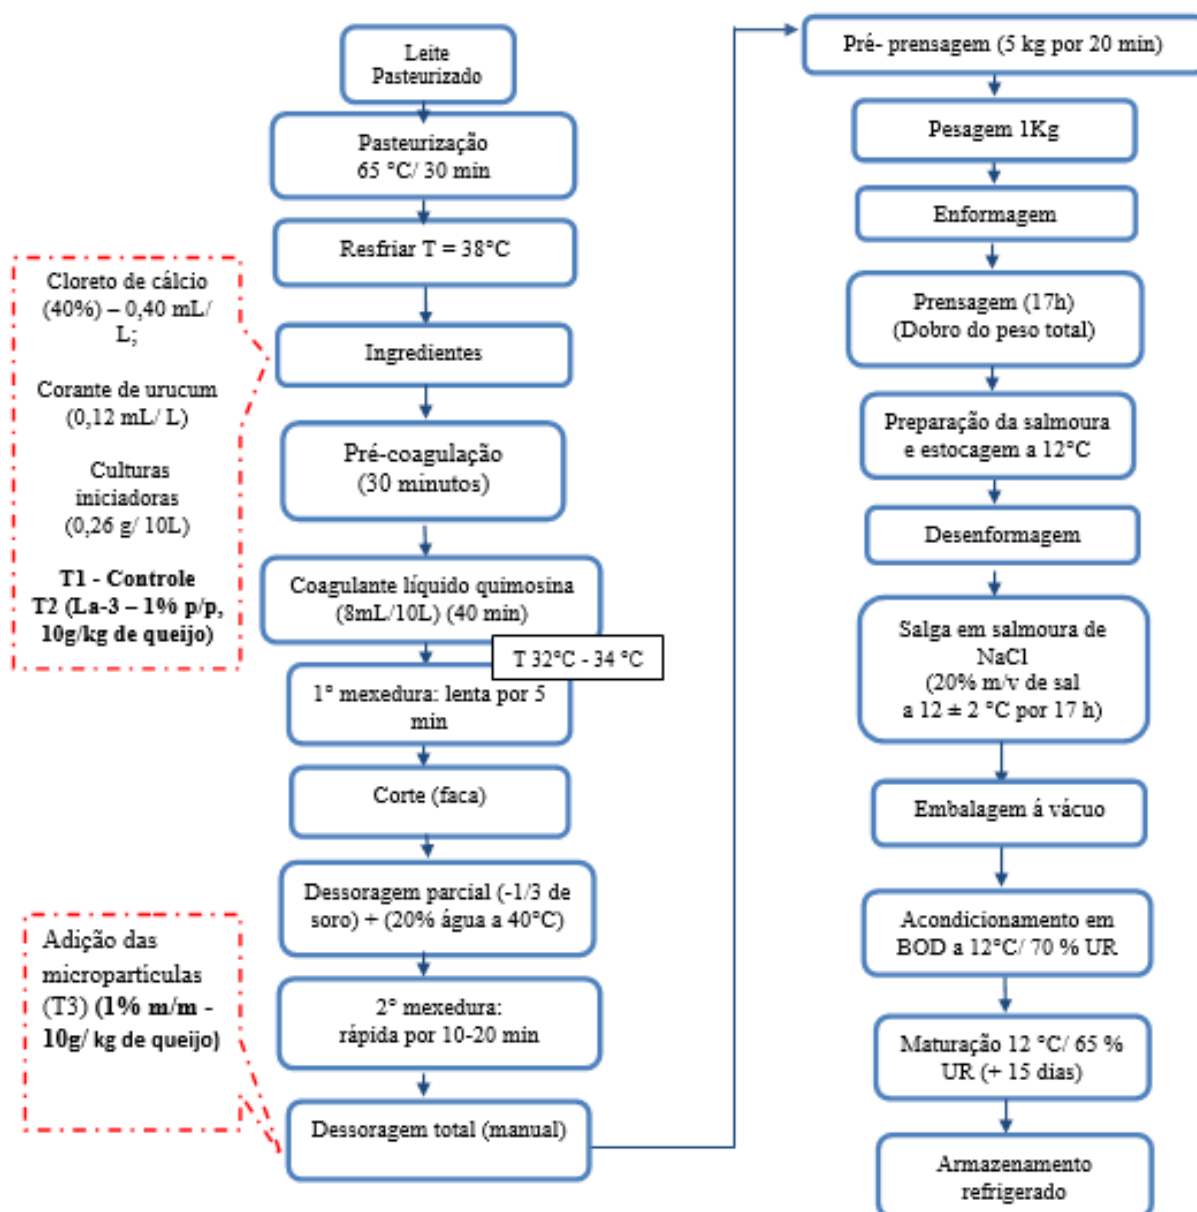 Leite
Pasteurizado
Pasteurização
65 °C/ 30 min
Resfriar T = 38°C
Cloreto de cálcio
(40%) – 0,40 mL/
L;
Corante de urucum
(0,12 mL/ L)
Culturas
iniciadoras
(0,26 g/ 10L)
T1 - Controle
T2 (La-3 – 1% p/p,
10g/kg de queijo)
Ingredientes
Pré-coagulação
(30 minutos)
Coagulante líquido quimosina
(8mL/10L) (40 min)
T 32°C - 34 °C
1° mexedura: lenta por 5
min
Corte (faca)
Dessoragem parcial (-1/3 de
soro) + (20% água a 40°C)
2° mexedura:
rápida por 10-20 min
Adição das
micropartículas
(T3) (1% m/m -
10g/ kg de queijo)
Dessoragem total (manual)
Pré- prensagem (5 kg por 20 min)
Pesagem 1Kg
Enformagem
Prensagem (17h)
(Dobro do peso total)
Preparação da salmoura
e estocagem a 12°C
Desenformagem
Salga em salmoura de
NaCl
(20% m/v de sal
a 12 ± 2 °C por 17 h)
Embalagem á vácuo
Acondicionamento em
BOD a 12°C/ 70 % UR
Maturação 12 °C/ 65 %
UR (+ 15 dias)
Armazenamento
refrigerado